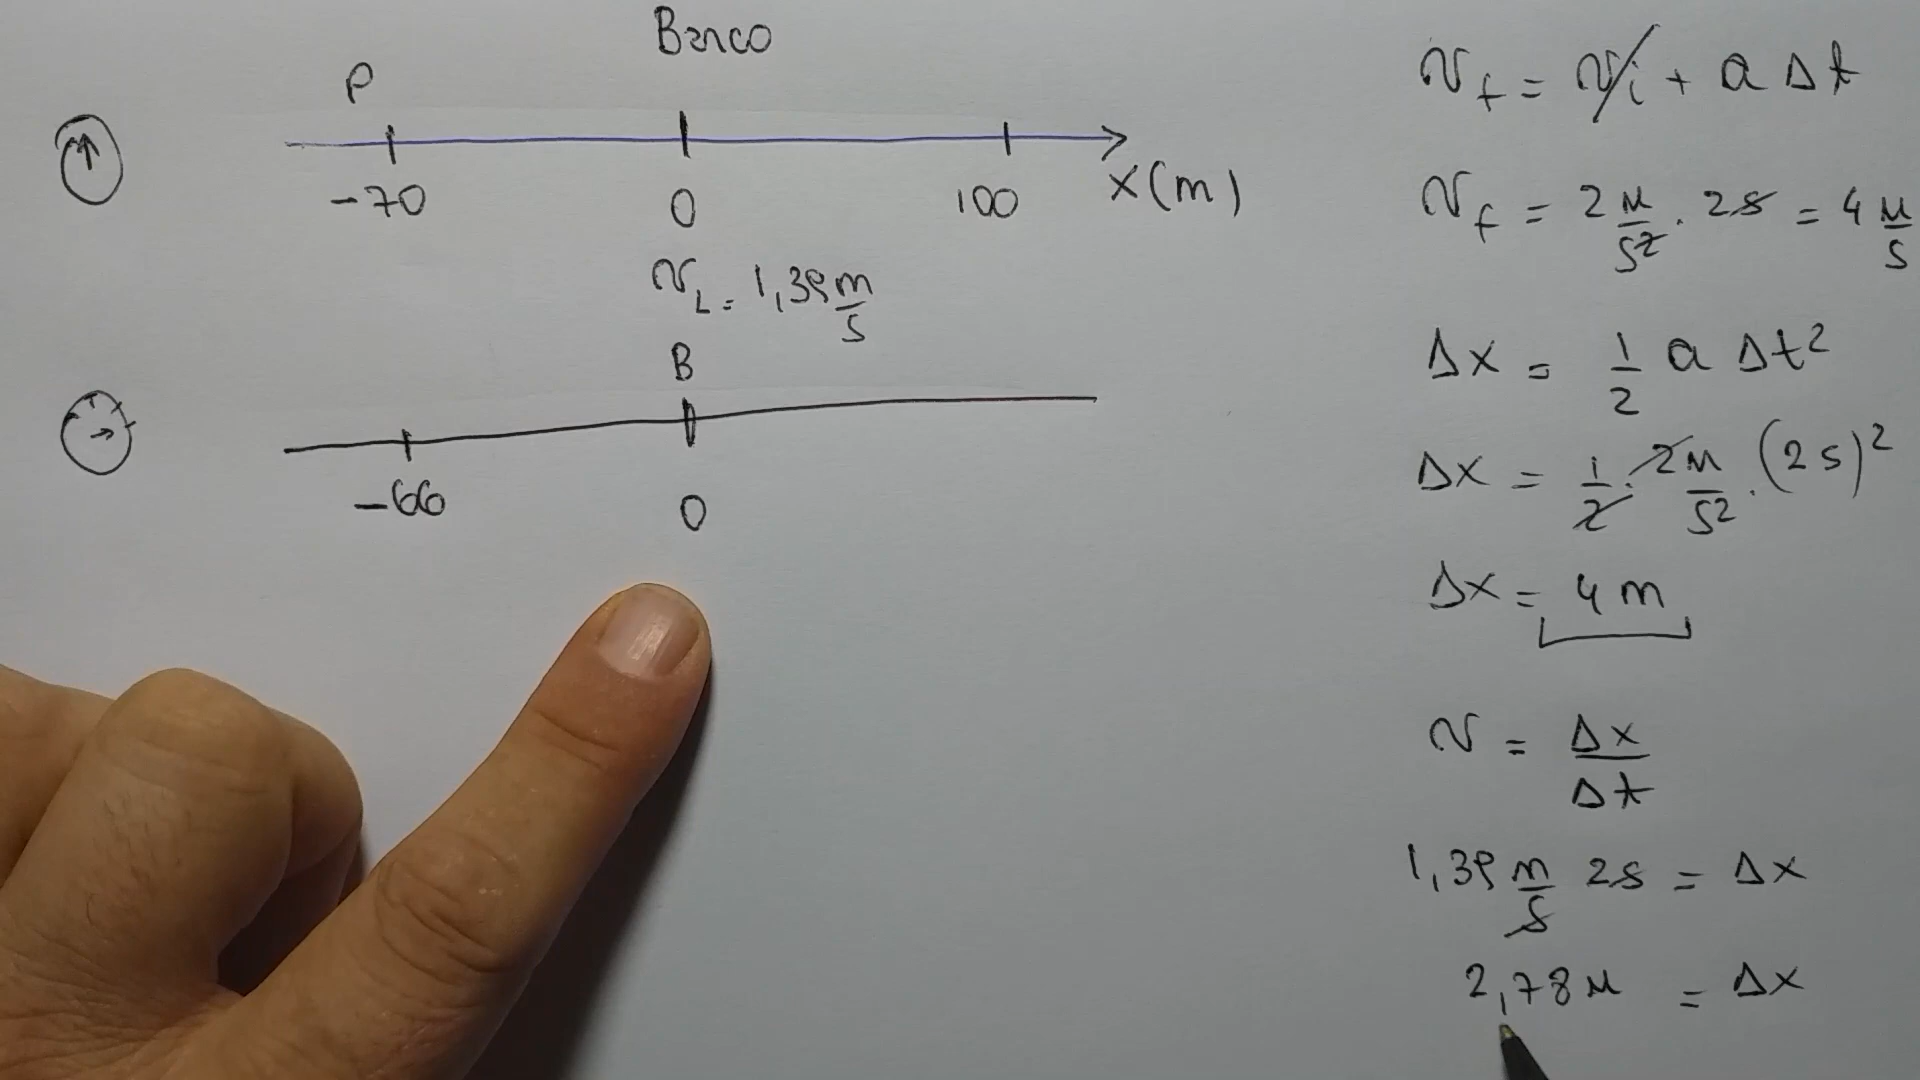 Banco
P
-70 0 100 x(m)
v_L = 1,39 m/s
B
-66 0
v_f = v_i + a Δt
v_f = 2 m/s² · 2s = 4 m/s
Δx = 1/2 a Δt²
Δx = 1/2 · 2 m/s² · (2s)²
Δx = 4 m
v = Δx/Δt
1,39 m/s 2s = Δx
2,78 m = Δx